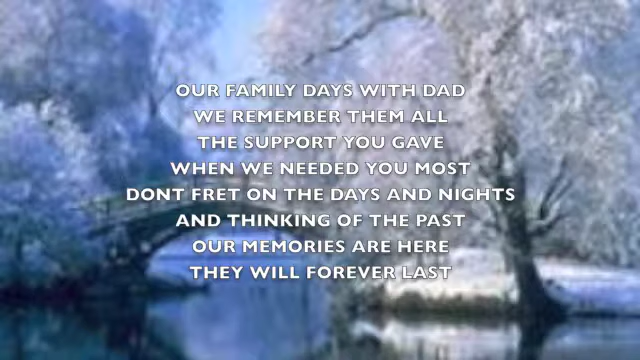 OUR FAMILY DAYS WITH DAD
WE REMEMBER THEM ALL
THE SUPPORT YOU GAVE
WHEN WE NEEDED YOU MOST
DONT FRET ON THE DAYS AND NIGHTS
AND THINKING OF THE PAST
OUR MEMORIES ARE HERE
THEY WILL FOREVER LAST